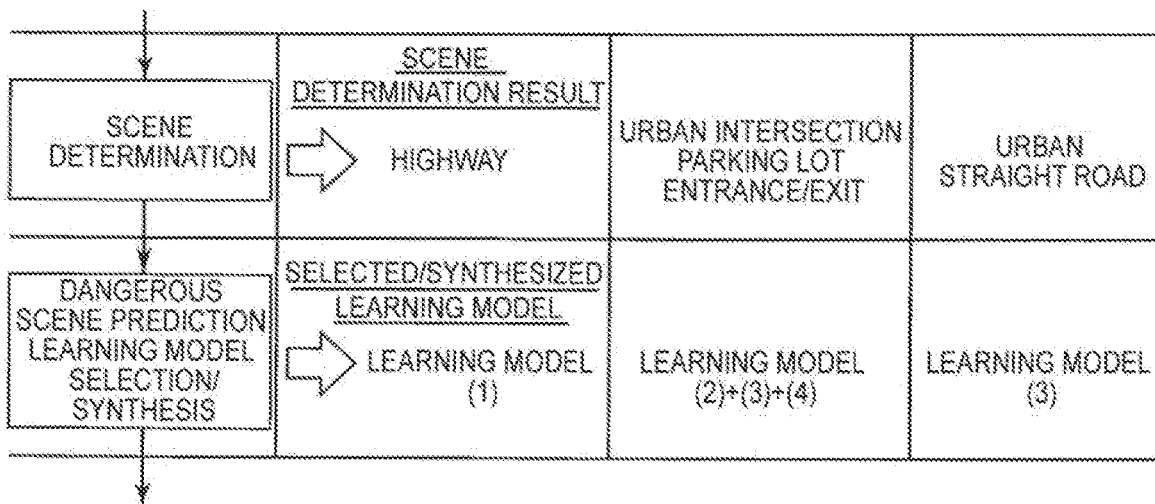 SCENE
DETERMINATION
SCENE
DETERMINATION RESULT
HIGHWAY
URBAN INTERSECTION
PARKING LOT
ENTRANCE/EXIT
URBAN
STRAIGHT ROAD
DANGEROUS
SCENE PREDICTION
LEARNING MODEL
SELECTION/
SYNTHESIS
SELECTED/SYNTHESIZED
LEARNING MODEL
LEARNING MODEL
(1)
LEARNING MODEL
(2)+(3)+(4)
LEARNING MODEL
(3)